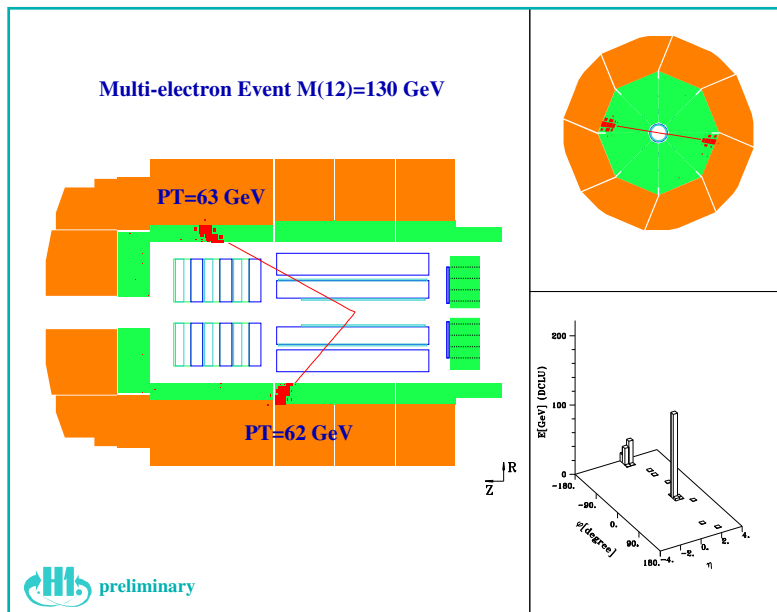 Multi-electron Event M(12)=130 GeV
PT=63 GeV
PT=62 GeV
R
Z
H1 preliminary
E[GeV] (DCLU)
200
100
0
-180.
-90.
0.
90.
180.
φ[degree]
-4.
-2.
0.
2.
4.
η